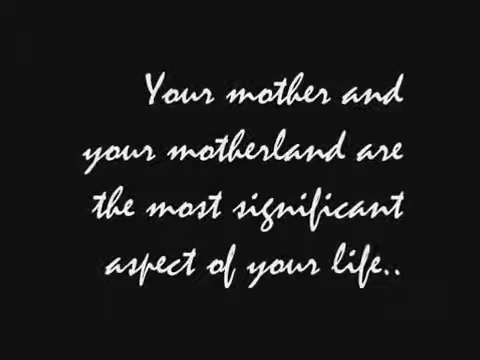 Your mother and
your motherland are
the most significant
aspect of your life..